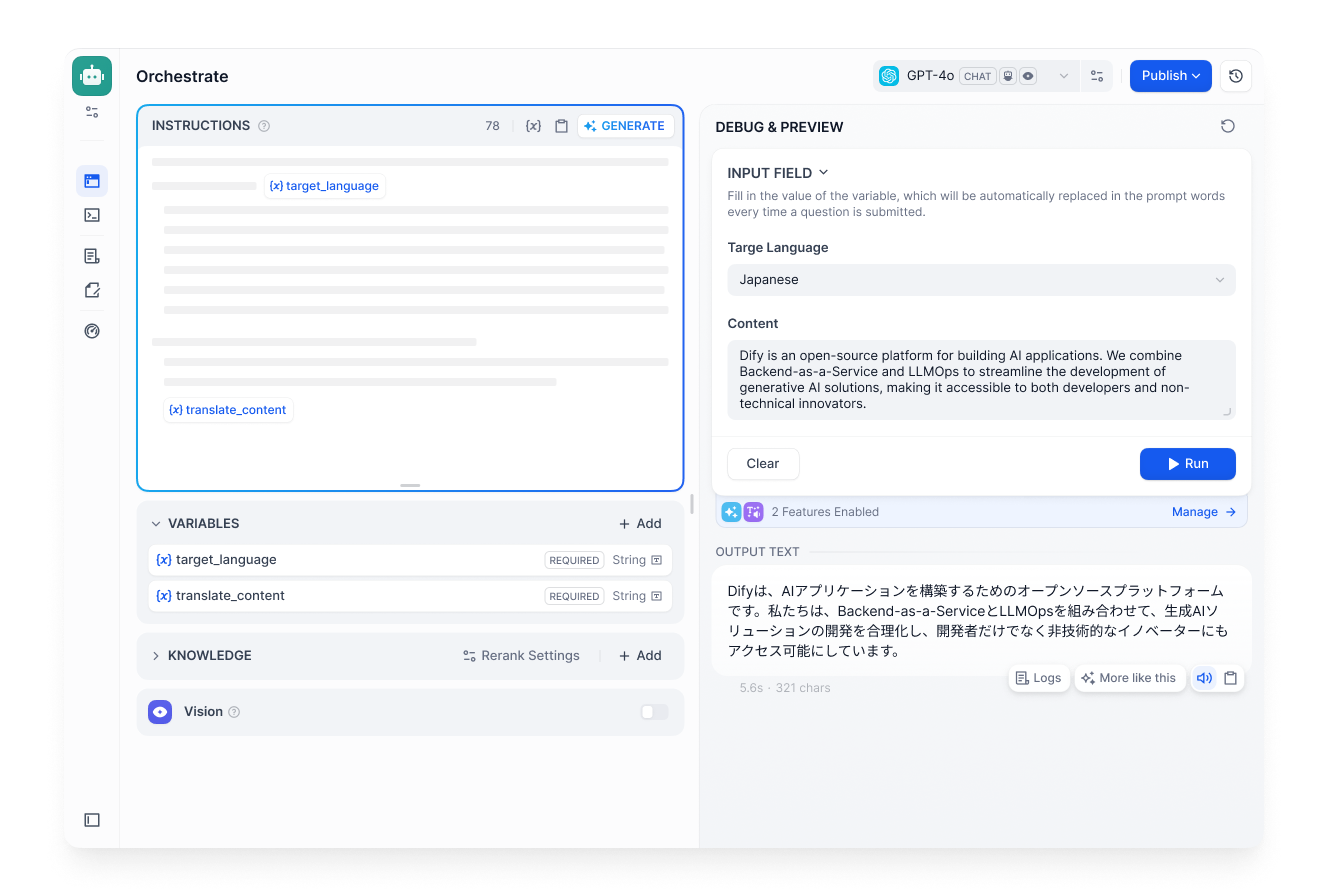 Orchestrate
GPT-4o CHAT
Publish
INSTRUCTIONS
78
{x}
GENERATE
{x} target_language
{x} translate_content
VARIABLES
+ Add
{x} target_language REQUIRED String
{x} translate_content REQUIRED String
KNOWLEDGE
Rerank Settings
+ Add
Vision
DEBUG & PREVIEW
INPUT FIELD
Fill in the value of the variable, which will be automatically replaced in the prompt words
every time a question is submitted.
Targe Language
Japanese
Content
Dify is an open-source platform for building AI applications. We combine
Backend-as-a-Service and LLMOps to streamline the development of
generative AI solutions, making it accessible to both developers and non-
technical innovators.
Clear
Run
2 Features Enabled
Manage →
OUTPUT TEXT
Difyは、AIアプリケーションを構築するためのオープンソースプラットフォーム
です。私たちは、Backend-as-a-ServiceとLLMOpsを組み合わせて、生成AIソ
リューションの開発を合理化し、開発者だけでなく非技術的なイノベーターにも
アクセス可能にしています。
5.6s · 321 chars
Logs
More like this